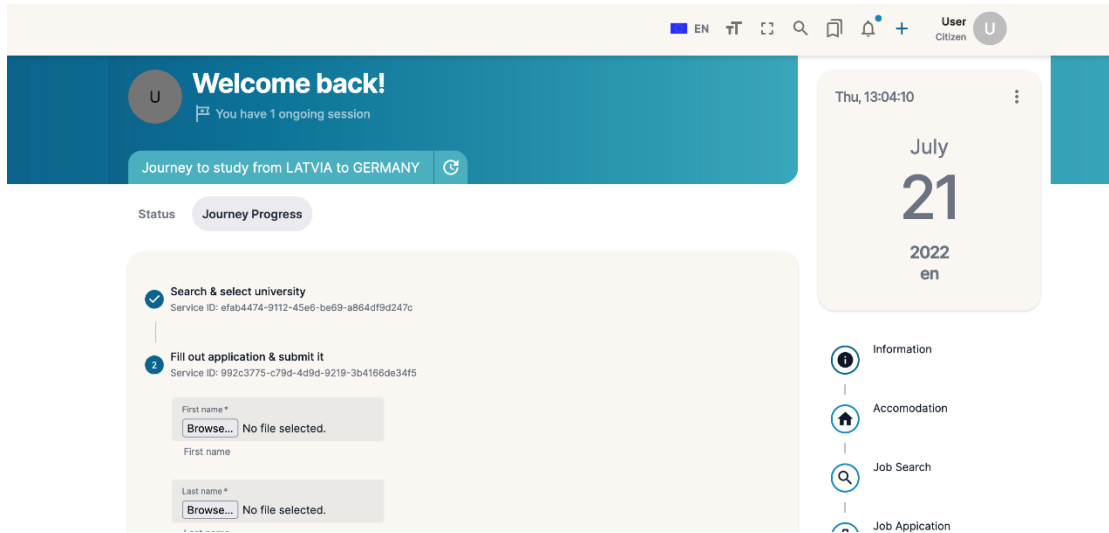 EN
User
Citizen
U
U
Welcome back!
You have 1 ongoing session
Journey to study from LATVIA to GERMANY
Status
Journey Progress
Search & select university
Service ID: efab4474-9112-45e6-be69-a864df9d247c
2
Fill out application & submit it
Service ID: 992c3775-c79d-4d9d-9219-3b4166de34f5
First name *
Browse... No file selected.
First name
Last name *
Browse... No file selected.
Last name
Thu, 13:04:10
July
21
2022
en
Information
Accomodation
Job Search
Job Appication